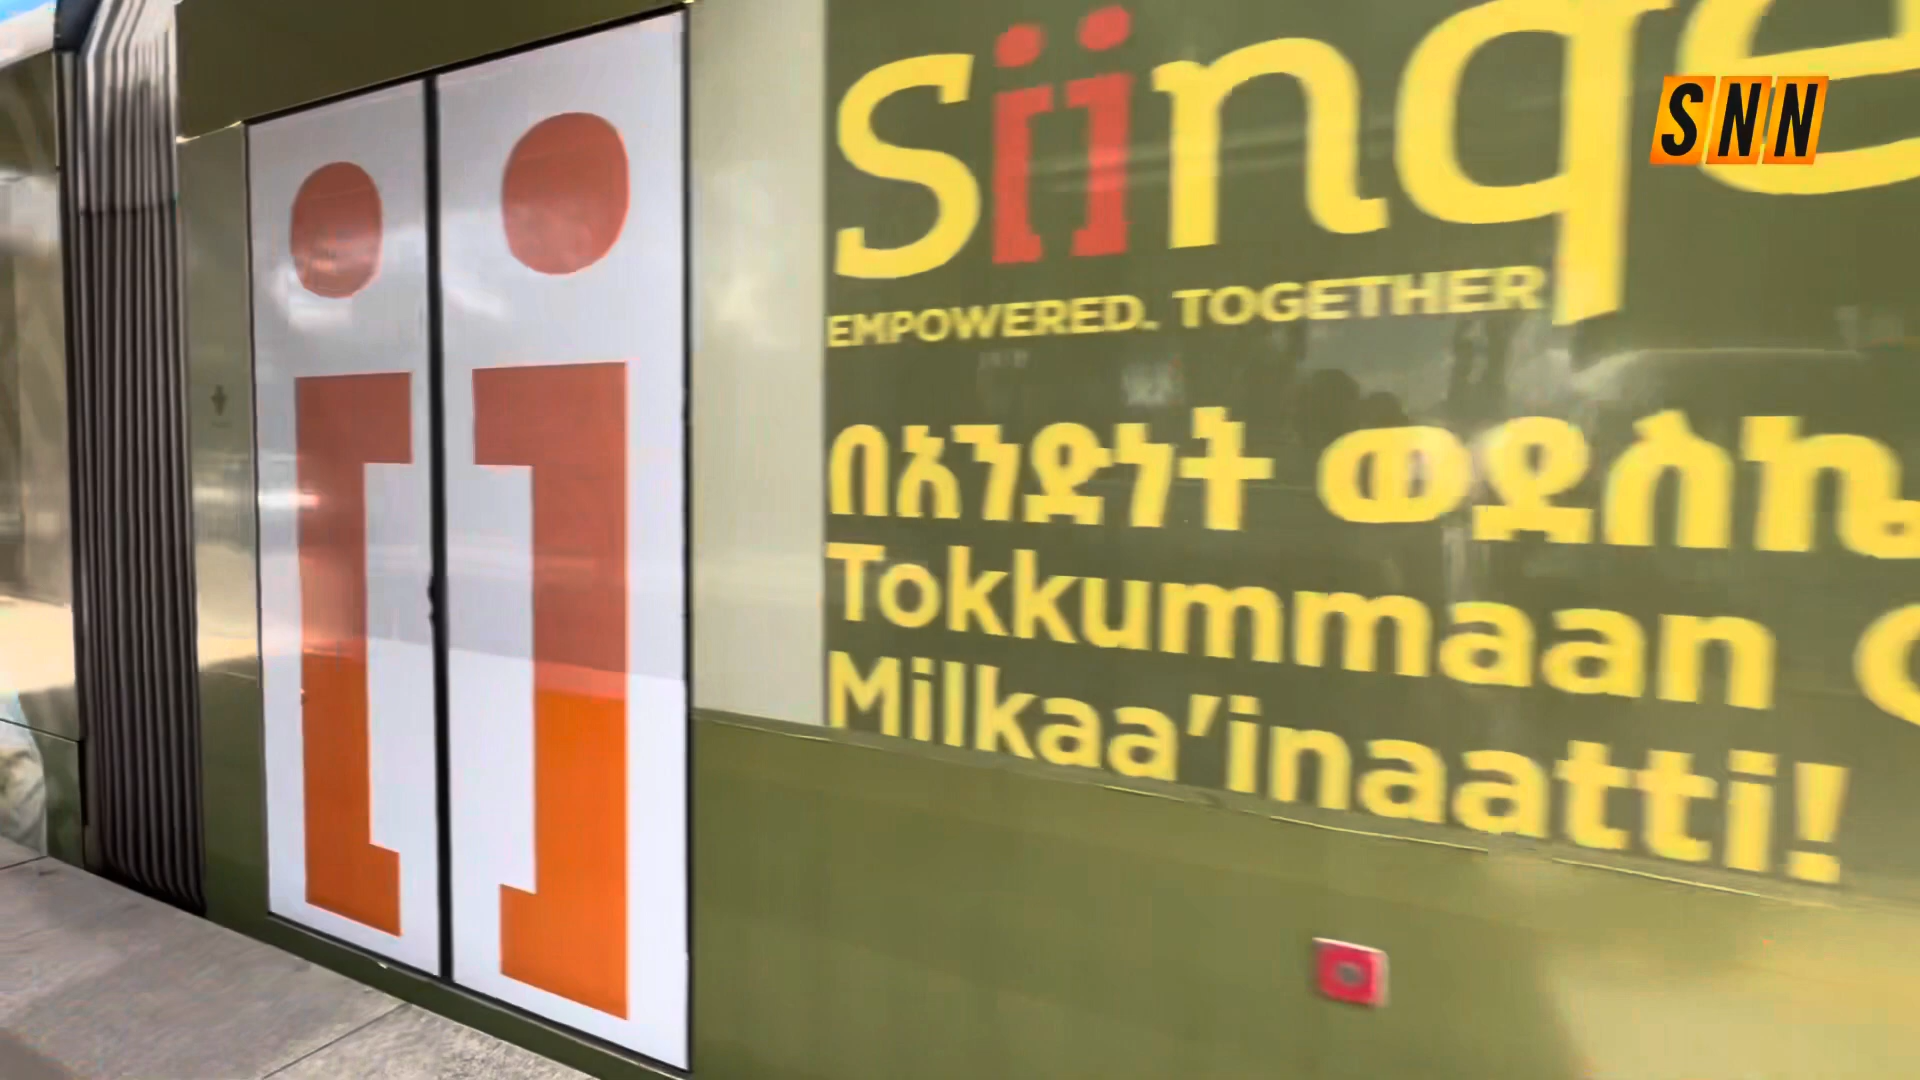 Siinqe
SNN
EMPOWERED. TOGETHER
በአንድነት ወደስኬ
Tokkummaan
Milkaa'inaatti!